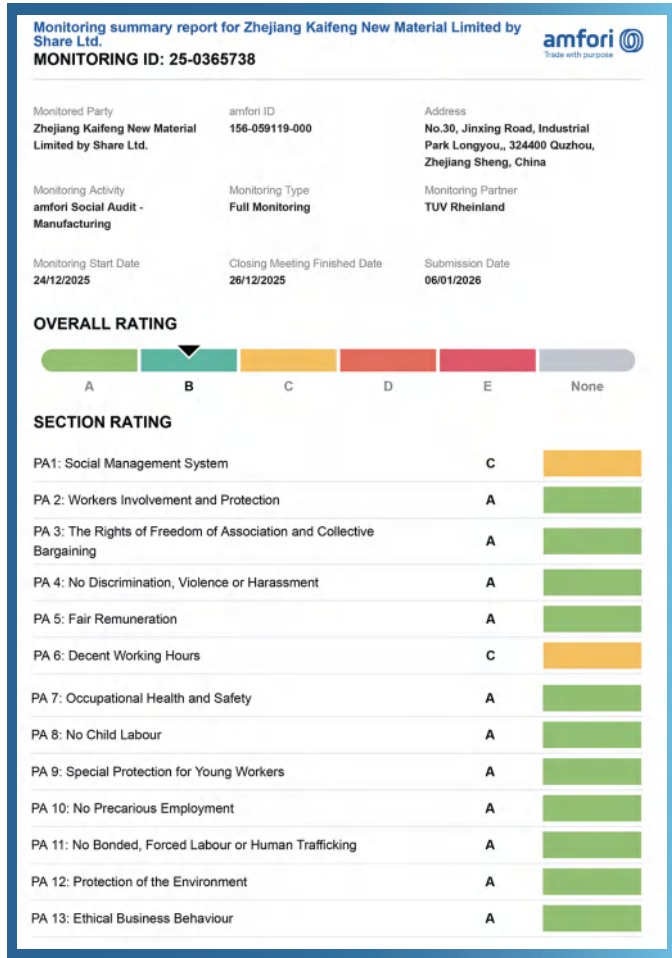 Monitoring summary report for Zhejiang Kaifeng New Material Limited by
Share Ltd.
MONITORING ID: 25-0365738
amfori
Trade with purpose
Monitored Party
Zhejiang Kaifeng New Material
Limited by Share Ltd.
amfori ID
156-059119-000
Address
No.30, Jinxing Road, Industrial
Park Longyou,, 324400 Quzhou,
Zhejiang Sheng, China
Monitoring Activity
amfori Social Audit -
Manufacturing
Monitoring Type
Full Monitoring
Monitoring Partner
TUV Rheinland
Monitoring Start Date
24/12/2025
Closing Meeting Finished Date
26/12/2025
Submission Date
06/01/2026
OVERALL RATING
A B C D E None
SECTION RATING
PA1: Social Management System C
PA 2: Workers Involvement and Protection A
PA 3: The Rights of Freedom of Association and Collective
Bargaining A
PA 4: No Discrimination, Violence or Harassment A
PA 5: Fair Remuneration A
PA 6: Decent Working Hours C
PA 7: Occupational Health and Safety A
PA 8: No Child Labour A
PA 9: Special Protection for Young Workers A
PA 10: No Precarious Employment A
PA 11: No Bonded, Forced Labour or Human Trafficking A
PA 12: Protection of the Environment A
PA 13: Ethical Business Behaviour A